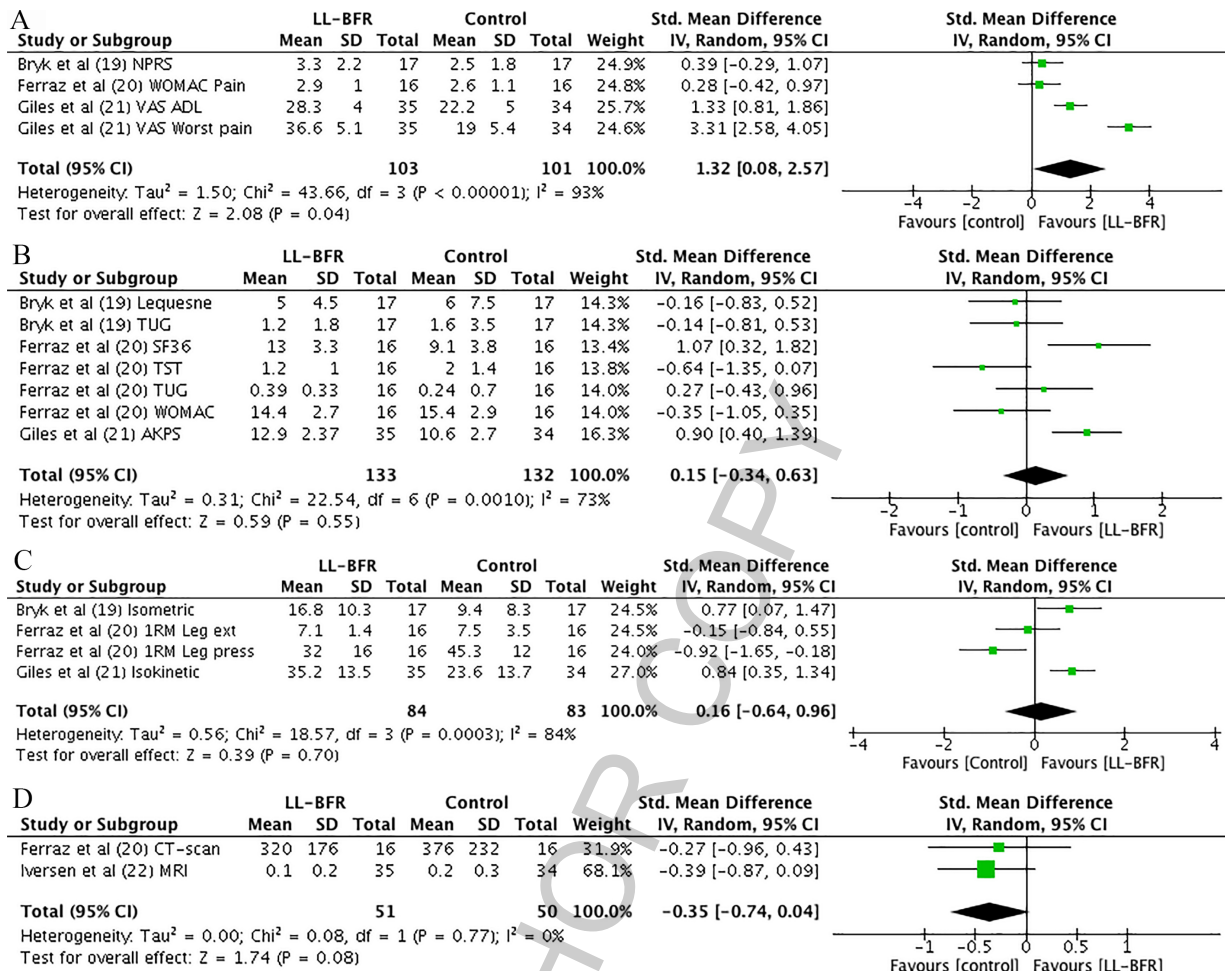 A LL-BFR Control Std. Mean Difference Std. Mean Difference
Study or Subgroup Mean SD Total Mean SD Total Weight IV, Random, 95% CI IV, Random, 95% CI
Bryk et al (19) NPRS 3.3 2.2 17 2.5 1.8 17 24.9% 0.39 [-0.29, 1.07]
Ferraz et al (20) WOMAC Pain 2.9 1 16 2.6 1.1 16 24.8% 0.28 [-0.42, 0.97]
Giles et al (21) VAS ADL 28.3 4 35 22.2 5 34 25.7% 1.33 [0.81, 1.86]
Giles et al (21) VAS Worst pain 36.6 5.1 35 19 5.4 34 24.6% 3.31 [2.58, 4.05]
Total (95% CI) 103 101 100.0% 1.32 [0.08, 2.57]
Heterogeneity: Tau² = 1.50; Chi² = 43.66, df = 3 (P < 0.00001); I² = 93%
Test for overall effect: Z = 2.08 (P = 0.04)
-4 -2 0 2 4
Favours [control] Favours [LL-BFR]
B LL-BFR Control Std. Mean Difference Std. Mean Difference
Study or Subgroup Mean SD Total Mean SD Total Weight IV, Random, 95% CI IV, Random, 95% CI
Bryk et al (19) Lequesne 5 4.5 17 6 7.5 17 14.3% -0.16 [-0.83, 0.52]
Bryk et al (19) TUG 1.2 1.8 17 1.6 3.5 17 14.3% -0.14 [-0.81, 0.53]
Ferraz et al (20) SF36 13 3.3 16 9.1 3.8 16 13.4% 1.07 [0.32, 1.82]
Ferraz et al (20) TST 1.2 1 16 2 1.4 16 13.8% -0.64 [-1.35, 0.07]
Ferraz et al (20) TUG 0.39 0.33 16 0.24 0.7 16 14.0% 0.27 [-0.43, 0.96]
Ferraz et al (20) WOMAC 14.4 2.7 16 15.4 2.9 16 14.0% -0.35 [-1.05, 0.35]
Giles et al (21) AKPS 12.9 2.37 35 10.6 2.7 34 16.3% 0.90 [0.40, 1.39]
Total (95% CI) 133 132 100.0% 0.15 [-0.34, 0.63]
Heterogeneity: Tau² = 0.31; Chi² = 22.54, df = 6 (P = 0.0010); I² = 73%
Test for overall effect: Z = 0.59 (P = 0.55)
-2 -1 0 1 2
Favours [control] Favours [LL-BFR]
C LL-BFR Control Std. Mean Difference Std. Mean Difference
Study or Subgroup Mean SD Total Mean SD Total Weight IV, Random, 95% CI IV, Random, 95% CI
Bryk et al (19) Isometric 16.8 10.3 17 9.4 8.3 17 24.5% 0.77 [0.07, 1.47]
Ferraz et al (20) 1RM Leg ext 7.1 1.4 16 7.5 3.5 16 24.5% -0.15 [-0.84, 0.55]
Ferraz et al (20) 1RM Leg press 32 16 16 45.3 12 16 24.0% -0.92 [-1.65, -0.18]
Giles et al (21) Isokinetic 35.2 13.5 35 23.6 13.7 34 27.0% 0.84 [0.35, 1.34]
Total (95% CI) 84 83 100.0% 0.16 [-0.64, 0.96]
Heterogeneity: Tau² = 0.56; Chi² = 18.57, df = 3 (P = 0.0003); I² = 84%
Test for overall effect: Z = 0.39 (P = 0.70)
-4 -2 0 2 4
Favours [Control] Favours [LL-BFR]
D LL-BFR Control Std. Mean Difference Std. Mean Difference
Study or Subgroup Mean SD Total Mean SD Total Weight IV, Random, 95% CI IV, Random, 95% CI
Ferraz et al (20) CT-scan 320 176 16 376 232 16 31.9% -0.27 [-0.96, 0.43]
Iversen et al (22) MRI 0.1 0.2 35 0.2 0.3 34 68.1% -0.39 [-0.87, 0.09]
Total (95% CI) 51 50 100.0% -0.35 [-0.74, 0.04]
Heterogeneity: Tau² = 0.00; Chi² = 0.08, df = 1 (P = 0.77); I² = 0%
Test for overall effect: Z = 1.74 (P = 0.08)
-1 -0.5 0 0.5 1
Favours [control] Favours [LL-BFR]
HOR COPY